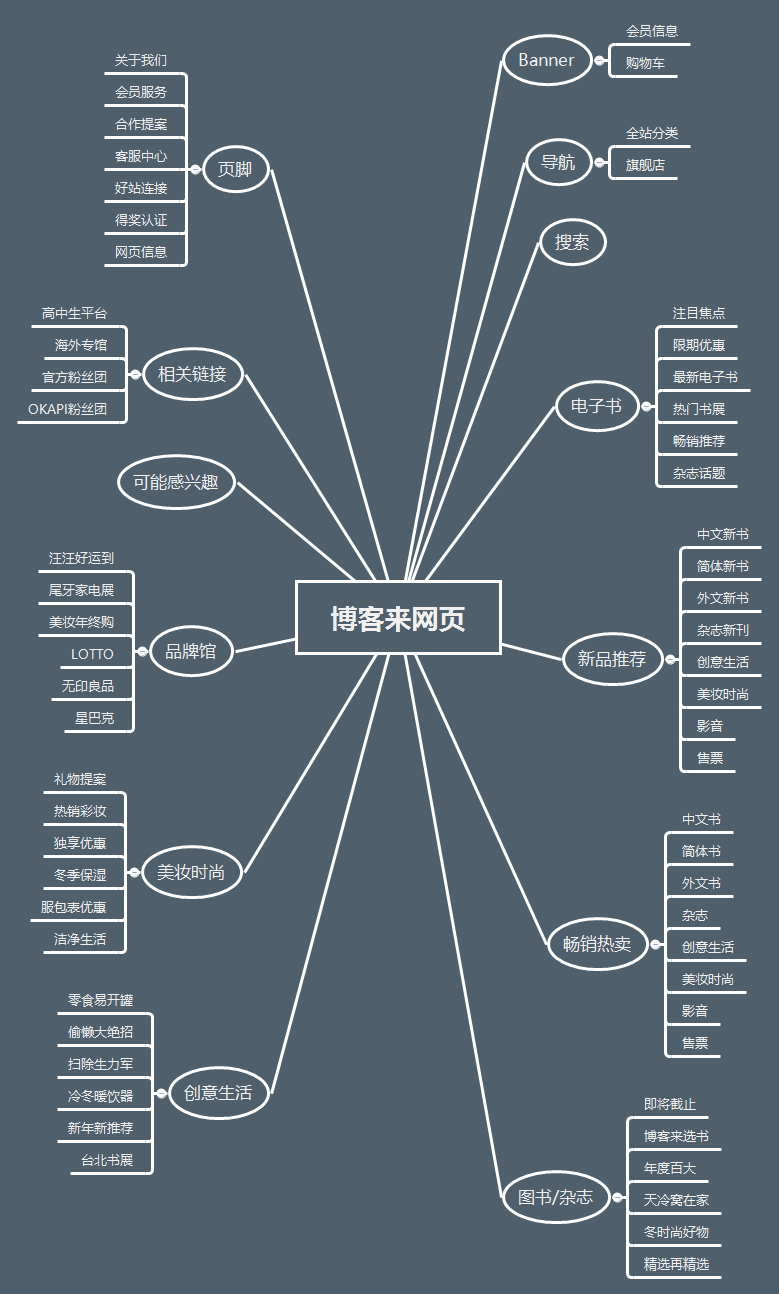 博客来网页
Banner
会员信息
购物车
导航
全站分类
旗舰店
搜索
电子书
注目焦点
限期优惠
最新电子书
热门书展
畅销推荐
杂志话题
新品推荐
中文新书
简体新书
外文新书
杂志新刊
创意生活
美妆时尚
影音
售票
畅销热卖
中文书
简体书
外文书
杂志
创意生活
美妆时尚
影音
售票
图书/杂志
即将截止
博客来选书
年度百大
天冷窝在家
冬时尚好物
精选再精选
页脚
关于我们
会员服务
合作提案
客服中心
好站连接
得奖认证
网页信息
相关链接
高中生平台
海外专馆
官方粉丝团
OKAPI粉丝团
可能感兴趣
品牌馆
汪汪好运到
尾牙家电展
美妆年终购
LOTTO
无印良品
星巴克
美妆时尚
礼物提案
热销彩妆
独享优惠
冬季保湿
服包表优惠
洁净生活
创意生活
零食易开罐
偷懒大绝招
扫除生力军
冷冬暖饮器
新年新推荐
台北书展